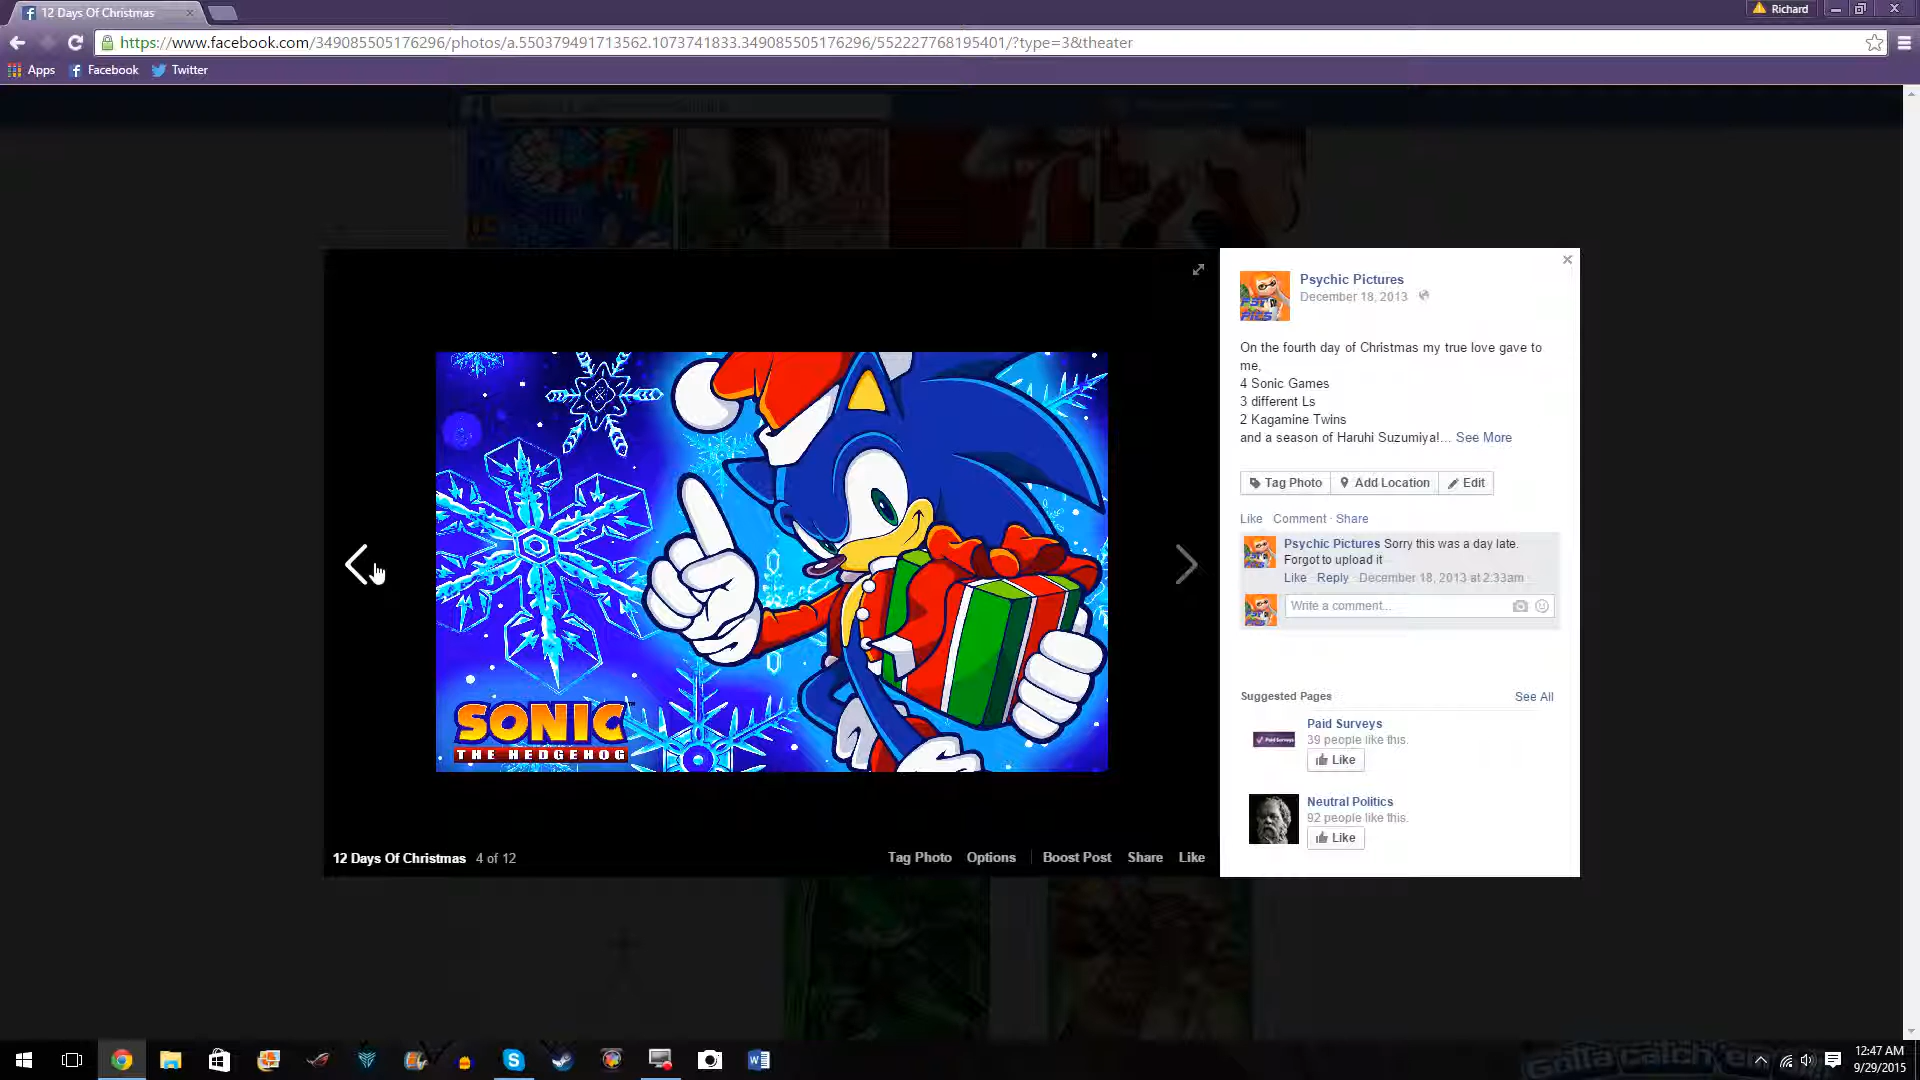 12 Days Of Christmas
Richard
https://www.facebook.com/349085505176296/photos/a.550379491713562.1073741833.349085505176296/552227768195401/?type=3&theater
Apps
Facebook
Twitter
Psychic Pictures
December 18, 2013
PSY
PICS
On the fourth day of Christmas my true love gave to
me,
4 Sonic Games
3 different Ls
2 Kagamine Twins
and a season of Haruhi Suzumiya!... See More
Tag Photo
Add Location
Edit
Like Comment · Share
Psychic Pictures Sorry this was a day late.
Forgot to upload it
Like · Reply · December 18, 2013 at 2:33am
Write a comment...
Suggested Pages
See All
Paid Surveys
39 people like this.
Like
Neutral Politics
92 people like this.
Like
SONIC
THE HEDGEHOG
12 Days Of Christmas 4 of 12
Tag Photo
Options
Boost Post
Share
Like
Gotta catch
12:47 AM
9/29/2015